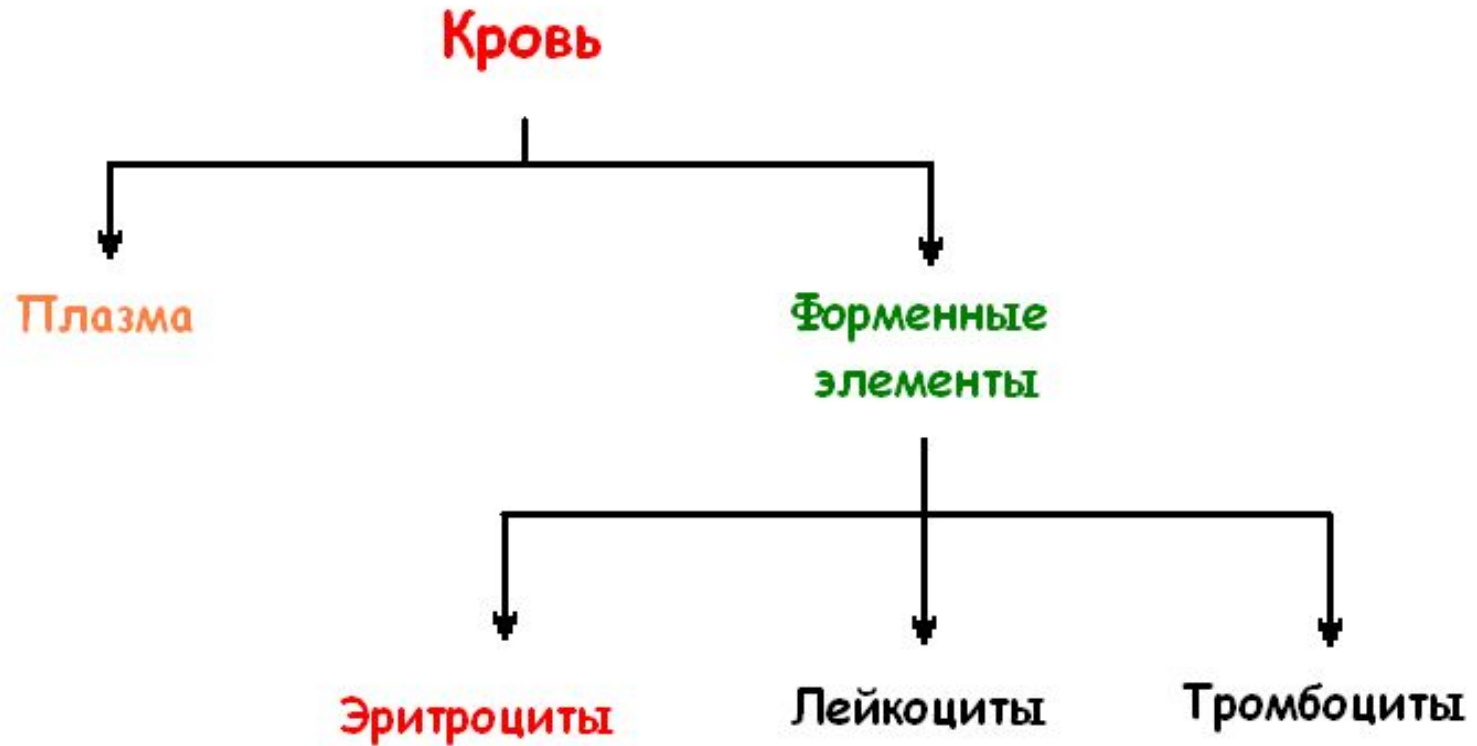 Кровь
Плазма
Форменные
элементы
Эритроциты
Лейкоциты
Тромбоциты